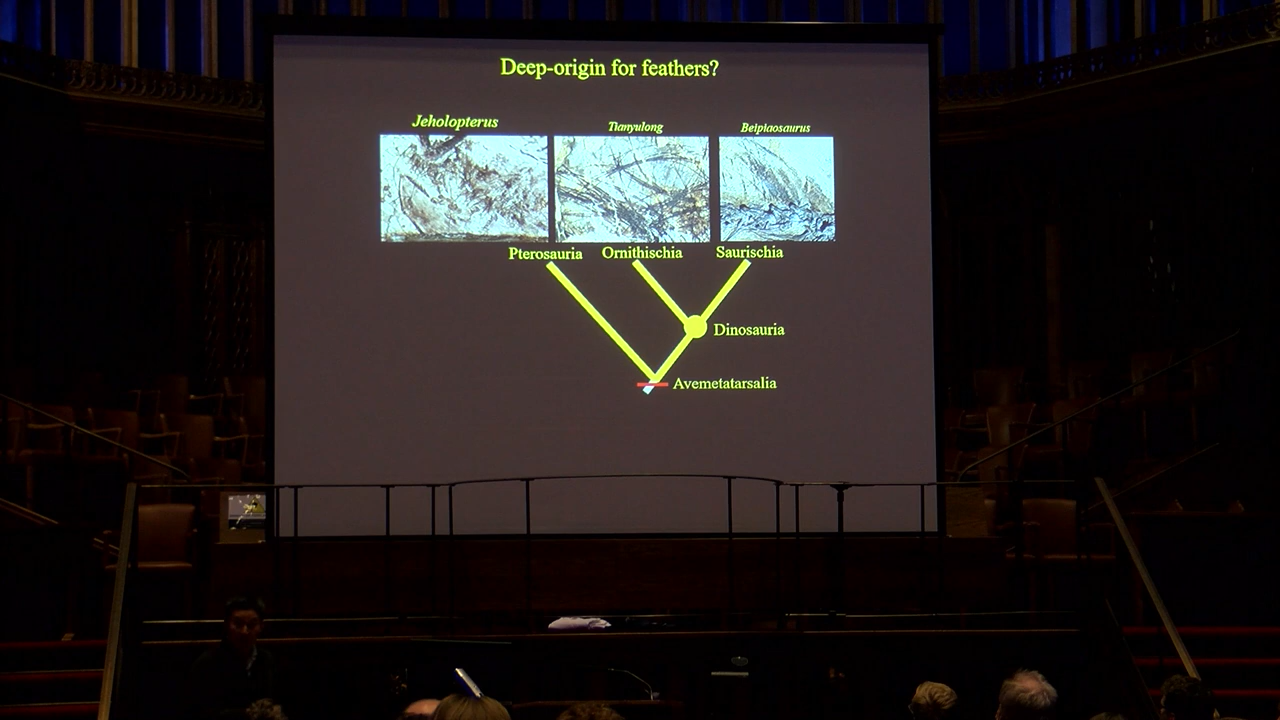 Deep-origin for feathers?
Jeholopterus
Tianyulong
Beipiaosaurus
Pterosauria
Ornithischia
Saurischia
Dinosauria
Avemetatarsalia